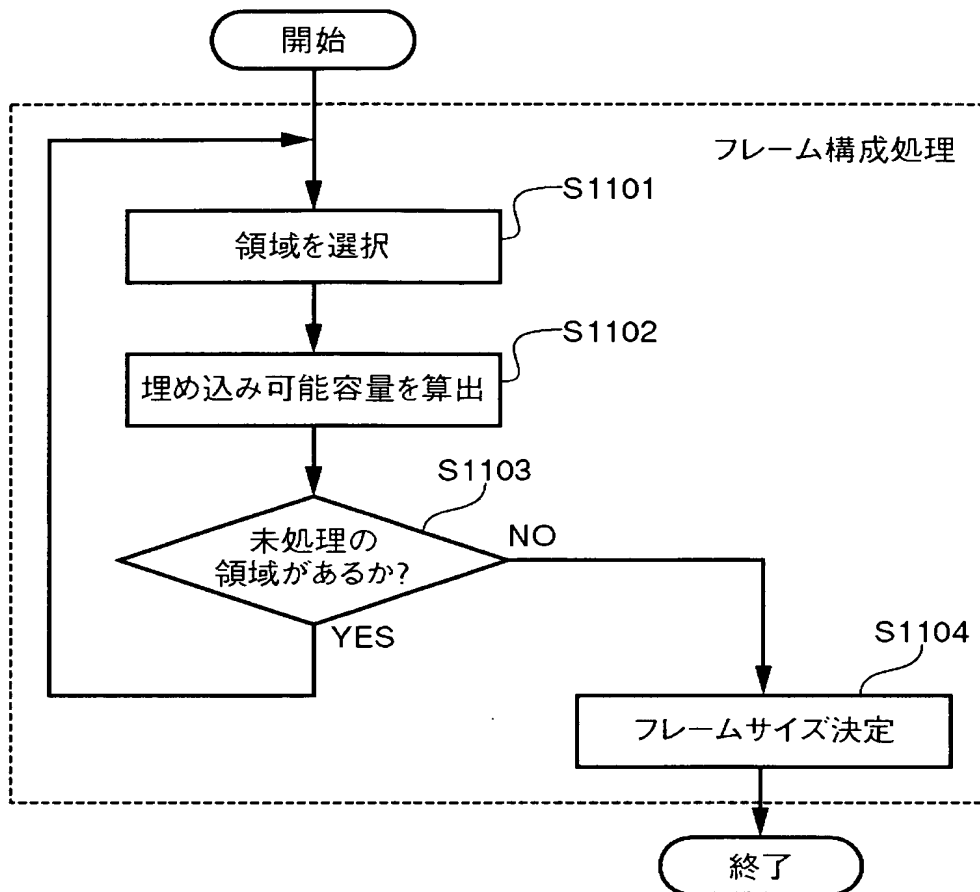 開始
フレーム構成処理
S1101
領域を選択
S1102
埋め込み可能容量を算出
S1103
未処理の
領域があるか?
NO
YES
S1104
フレームサイズ決定
終了